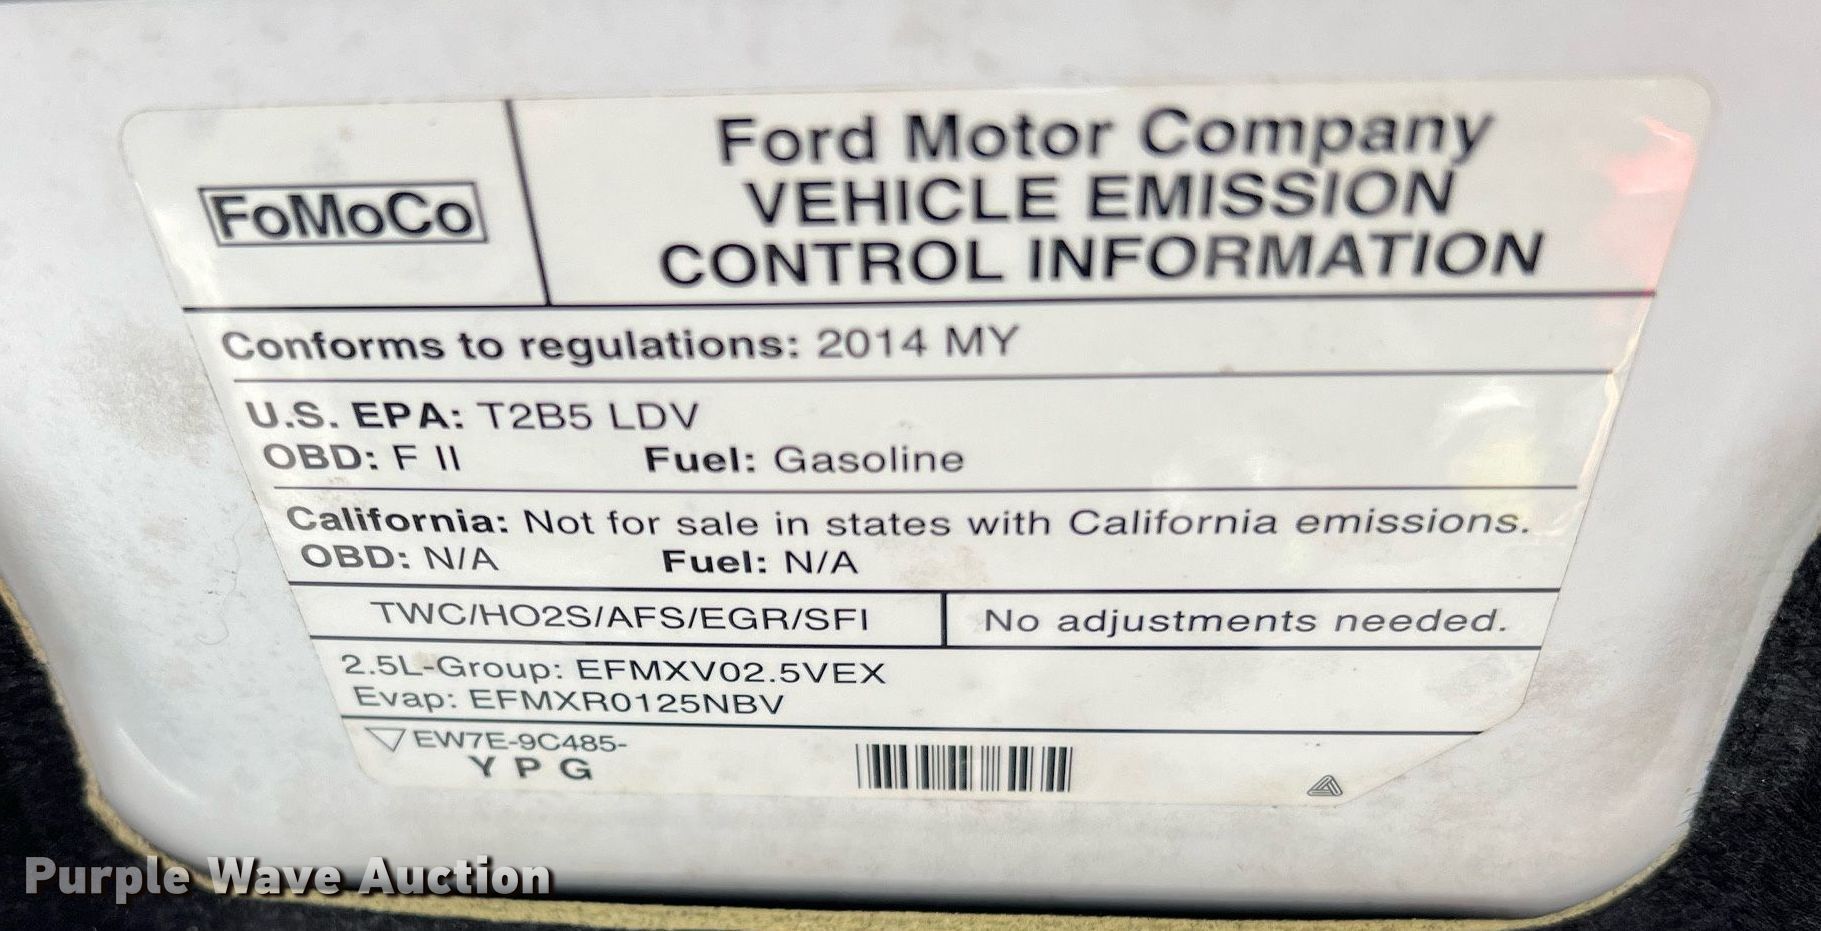 FoMoCo
Ford Motor Company
VEHICLE EMISSION
CONTROL INFORMATION
Conforms to regulations: 2014 MY
U.S. EPA: T2B5 LDV
OBD: F II Fuel: Gasoline
California: Not for sale in states with California emissions.
OBD: N/A Fuel: N/A
TWC/HO2S/AFS/EGR/SFI
No adjustments needed.
2.5L-Group: EFMXV02.5VEX
Evap: EFMXR0125NBV
EW7E-9C485-
Y P G
Purple Wave Auction